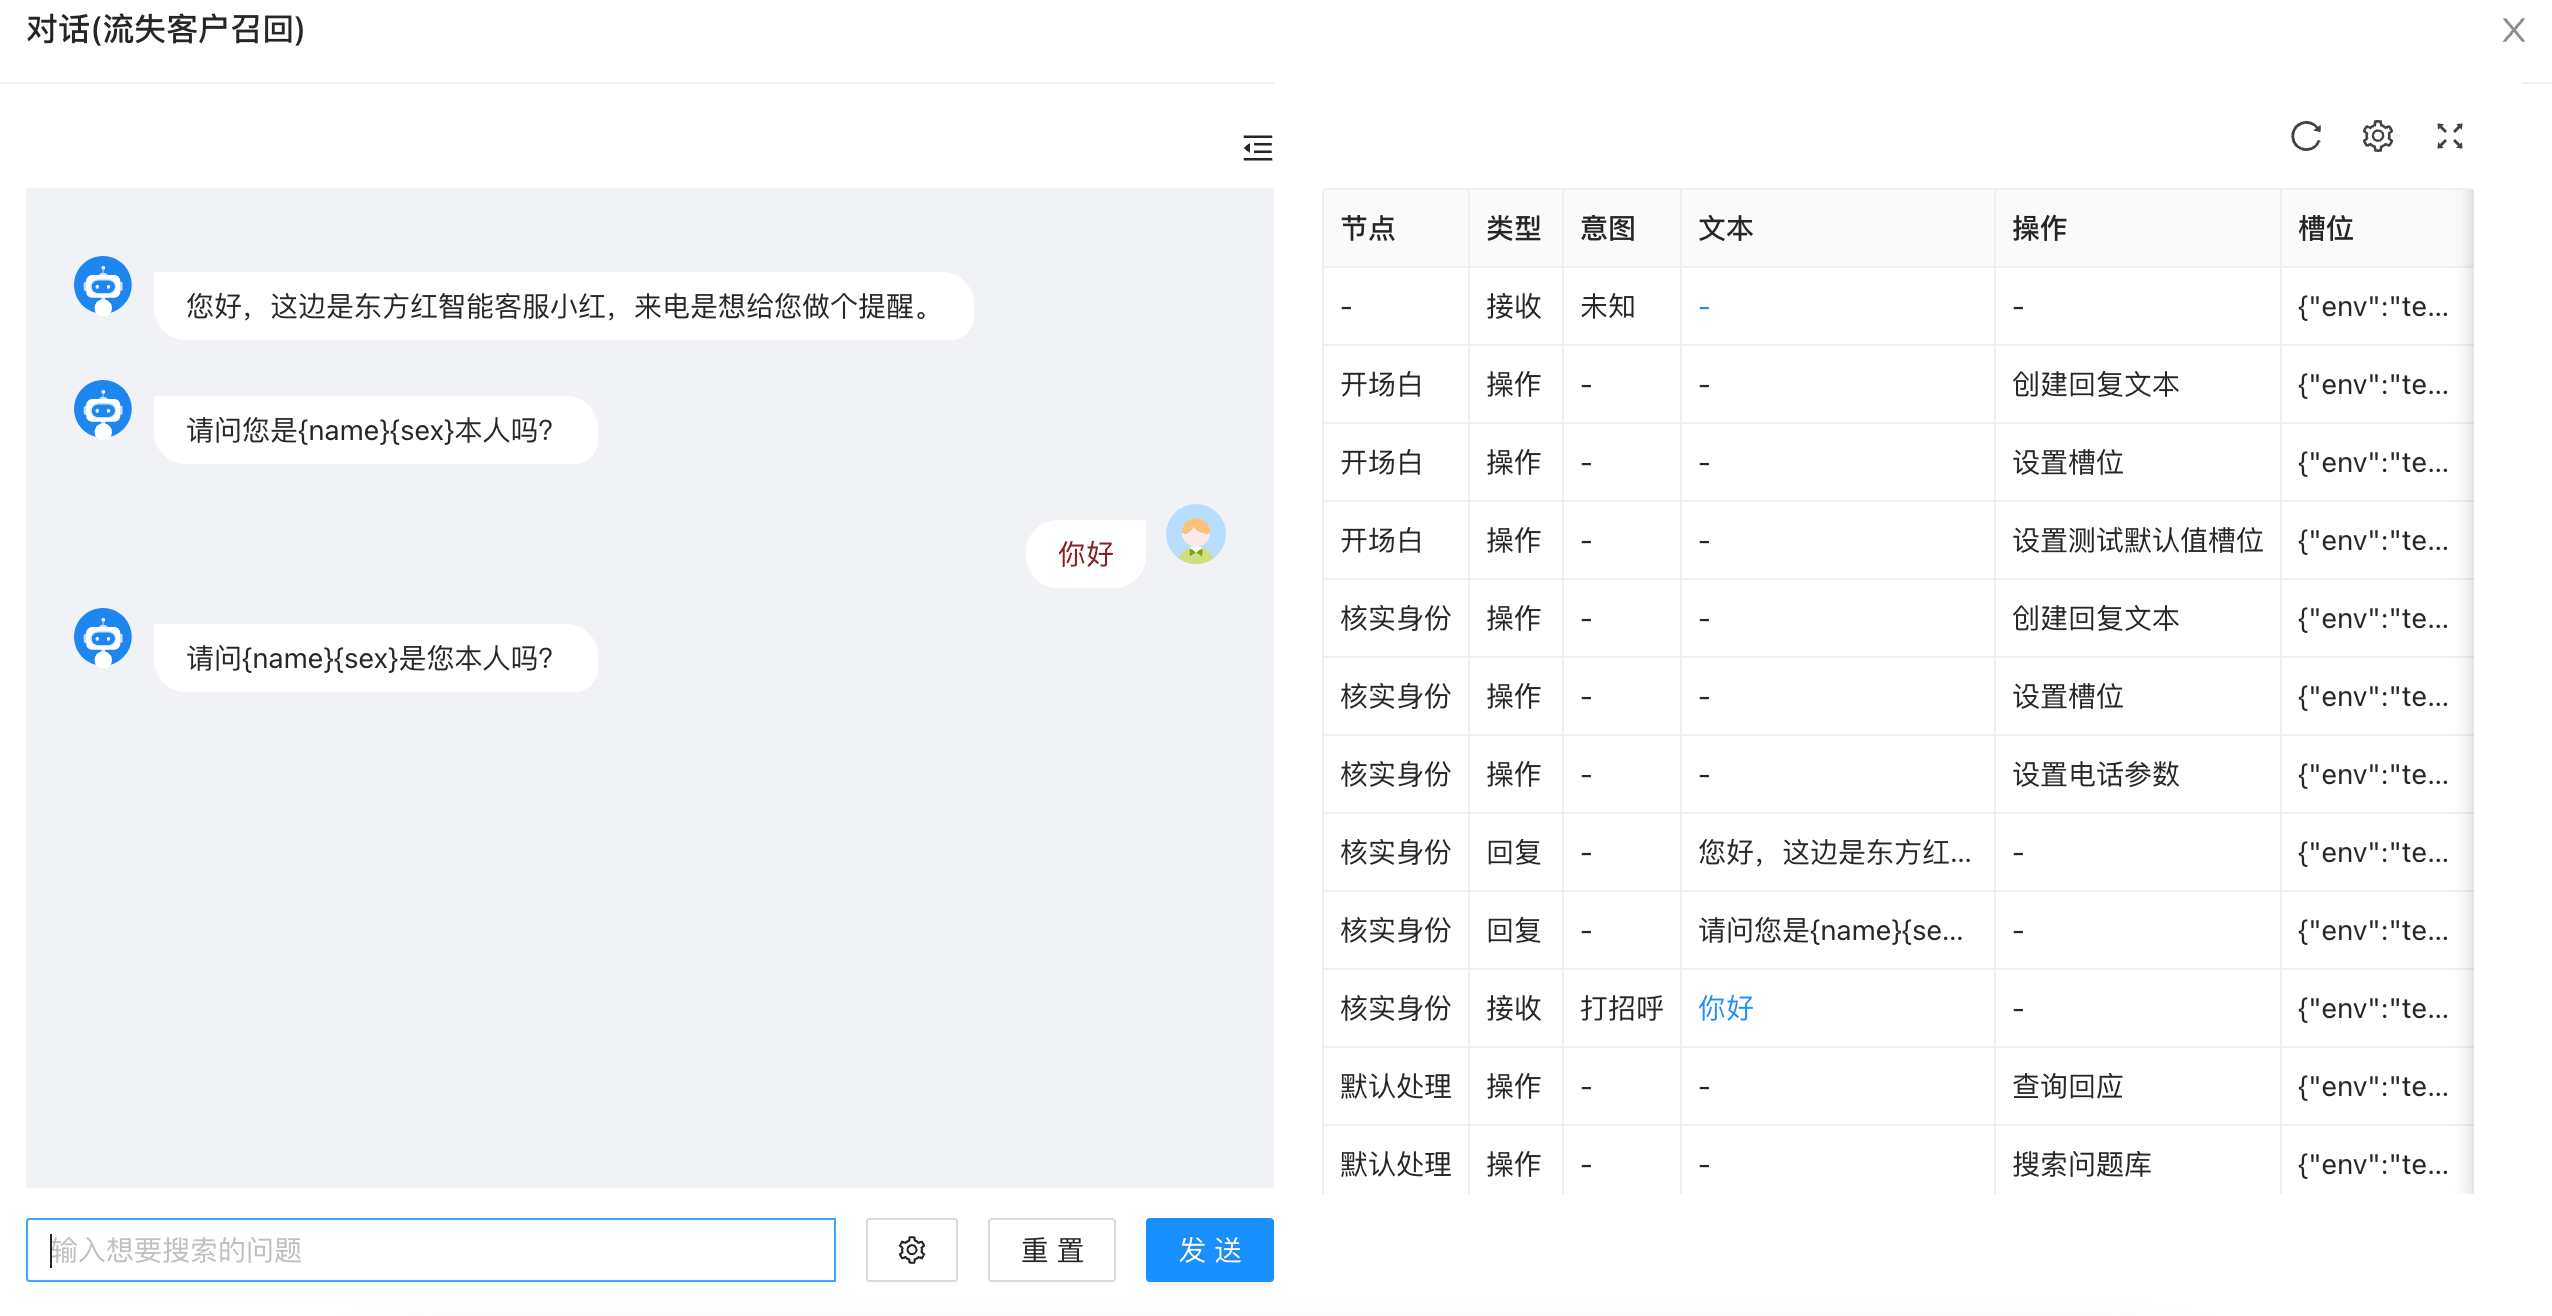 对话(流失客户召回)
您好，这边是东方红智能客服小红，来电是想给您做个提醒。
请问您是{name}{sex}本人吗?
你好
请问{name}{sex}是您本人吗?
输入想要搜索的问题
重 置
发 送
节点 类型 意图 文本 操作 槽位
- 接收 未知 - - {"env":"te...
开场白 操作 - - 创建回复文本 {"env":"te...
开场白 操作 - - 设置槽位 {"env":"te...
开场白 操作 - - 设置测试默认值槽位 {"env":"te...
核实身份 操作 - - 创建回复文本 {"env":"te...
核实身份 操作 - - 设置槽位 {"env":"te...
核实身份 操作 - - 设置电话参数 {"env":"te...
核实身份 回复 - 您好，这边是东方红... - {"env":"te...
核实身份 回复 - 请问您是{name}{se... - {"env":"te...
核实身份 接收 打招呼 你好 - {"env":"te...
默认处理 操作 - - 查询回应 {"env":"te...
默认处理 操作 - - 搜索问题库 {"env":"te...